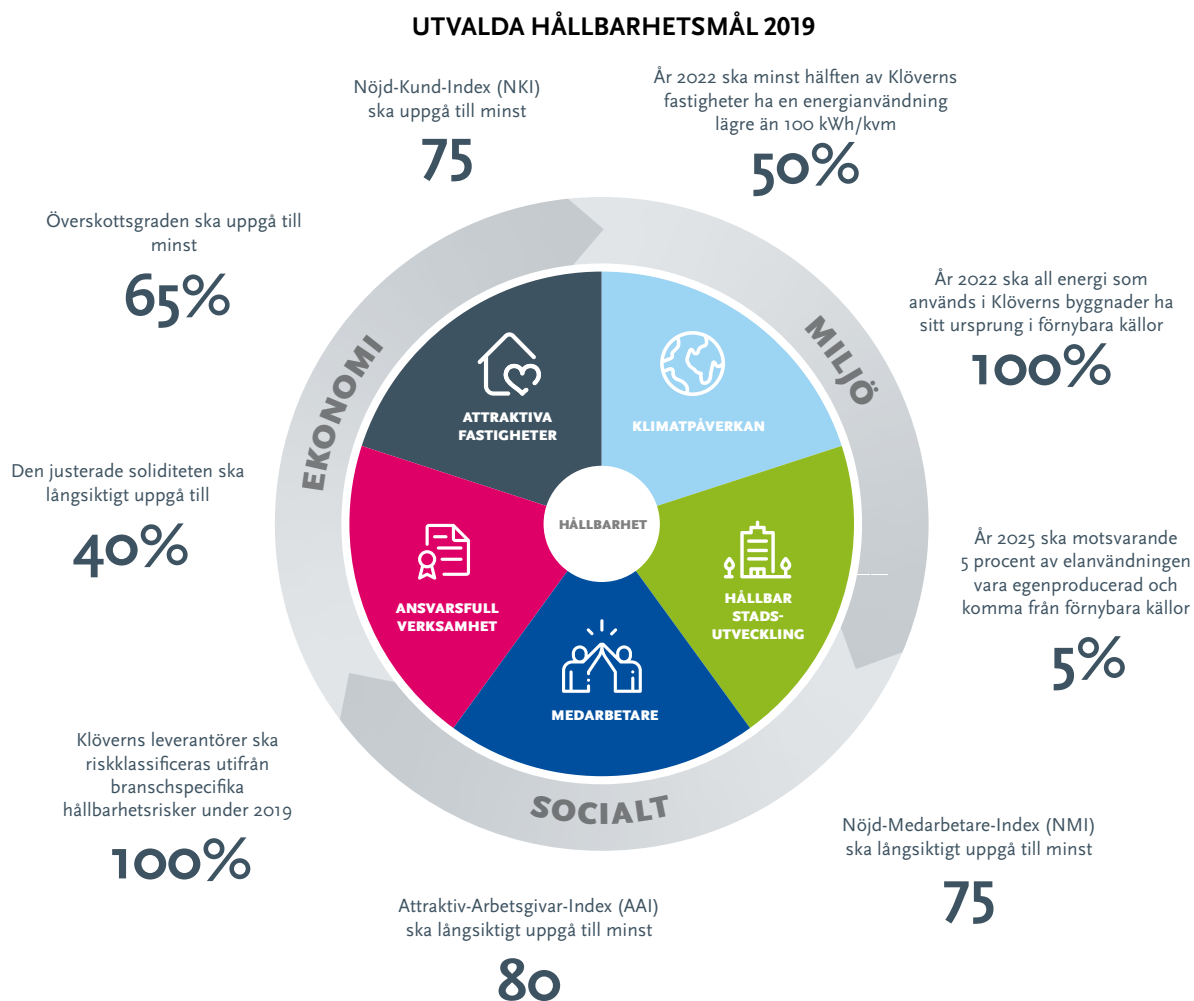 UTVALDA HÅLLBARHETSMÅL 2019
Nöjd-Kund-Index (NKI)
ska uppgå till minst
75
År 2022 ska minst hälften av Klöverns
fastigheter ha en energianvändning
lägre än 100 kWh/kvm
50%
Överskottsgraden ska uppgå till
minst
65%
År 2022 ska all energi som
används i Klöverns byggnader ha
sitt ursprung i förnybara källor
100%
EKONOMI
MILJÖ
ATTRAKTIVA
FASTIGHETER
KLIMATPÅVERKAN
Den justerade soliditeten ska
långsiktigt uppgå till
40%
HÅLLBARHET
År 2025 ska motsvarande
5 procent av elanvändningen
vara egenproducerad och
komma från förnybara källor
5%
ANSVARSFULL
VERKSAMHET
HÅLLBAR
STADS-
UTVECKLING
MEDARBETARE
Klöverns leverantörer ska
riskklassificeras utifrån
branschspecifika
hållbarhetsrisker under 2019
100%
SOCIALT
Nöjd-Medarbetare-Index (NMI)
ska långsiktigt uppgå till minst
75
Attraktiv-Arbetsgivar-Index (AAI)
ska långsiktigt uppgå till minst
80